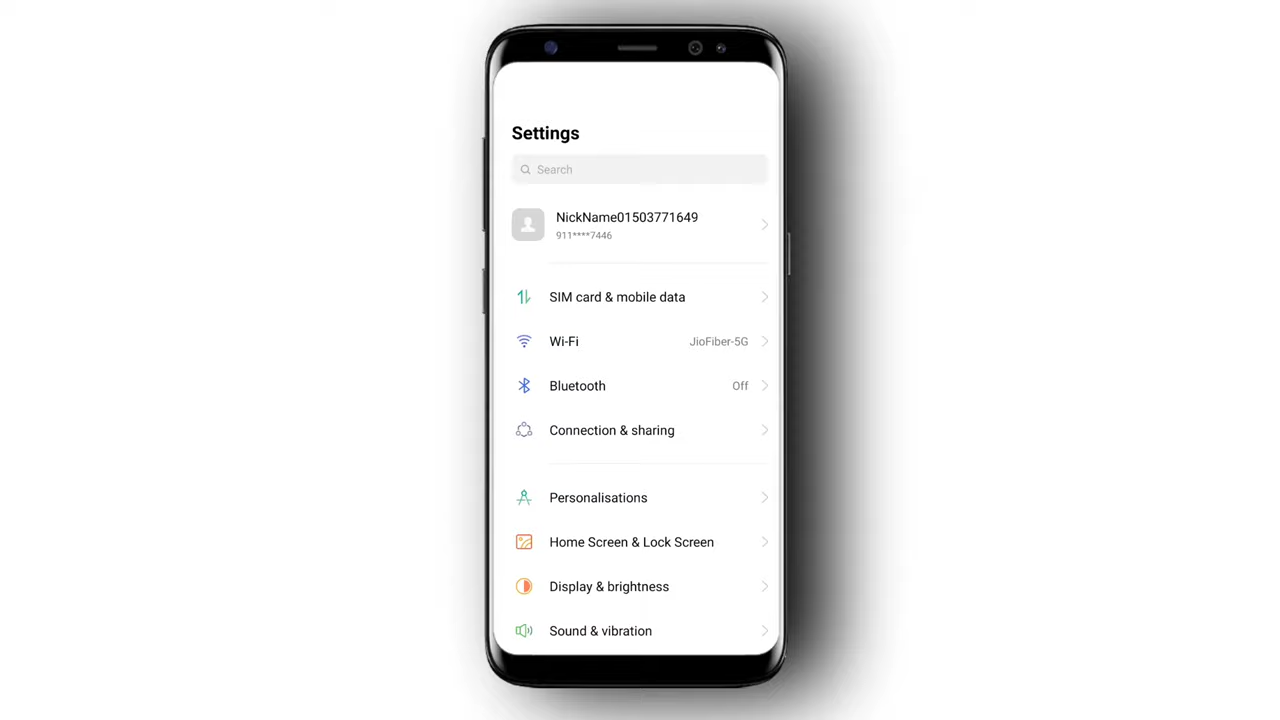 Settings
Search
NickName01503771649
911****7446
SIM card & mobile data
Wi-Fi JioFiber-5G
Bluetooth Off
Connection & sharing
Personalisations
Home Screen & Lock Screen
Display & brightness
Sound & vibration